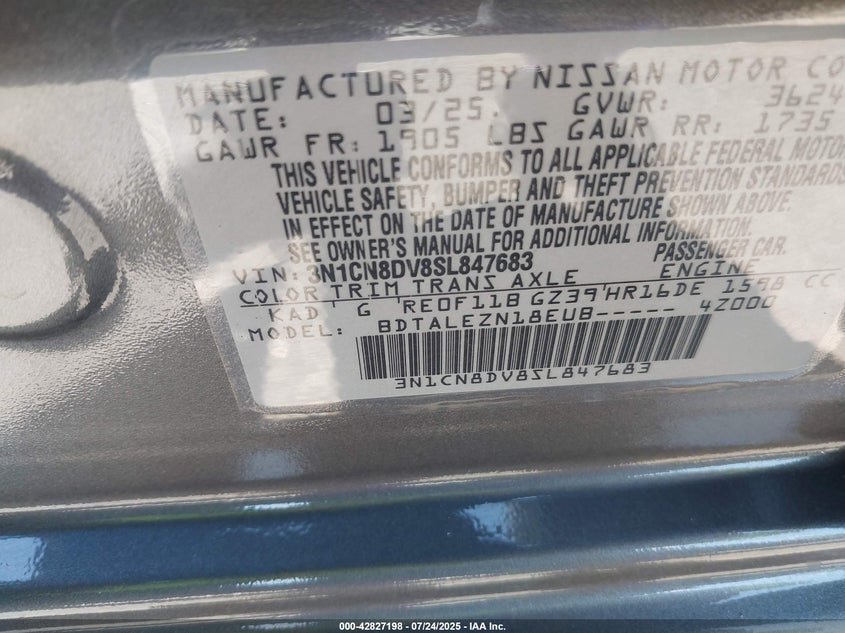 MANUFACTURED BY NISSAN MOTOR CO
DATE: 03/25. GVWR: 3624
GAWR FR: 1905 LBS GAWR RR: 1735
THIS VEHICLE CONFORMS TO ALL APPLICABLE FEDERAL MOTOR
VEHICLE SAFETY, BUMPER AND THEFT PREVENTION STANDARDS
IN EFFECT ON THE DATE OF MANUFACTURE SHOWN ABOVE.
SEE OWNER'S MANUAL FOR ADDITIONAL INFORMATION.
VIN: 3N1CN8DV8SL847683 PASSENGER CAR.
COLOR TRIM TRANS AXLE ENGINE
KAD G RE0F11B GZ39 HR16DE 1598 CC
MODEL: BDTALEZN18EUB----- 4Z000
3N1CN8DV8SL847683
000-42827198 - 07/24/2025 - IAA Inc.